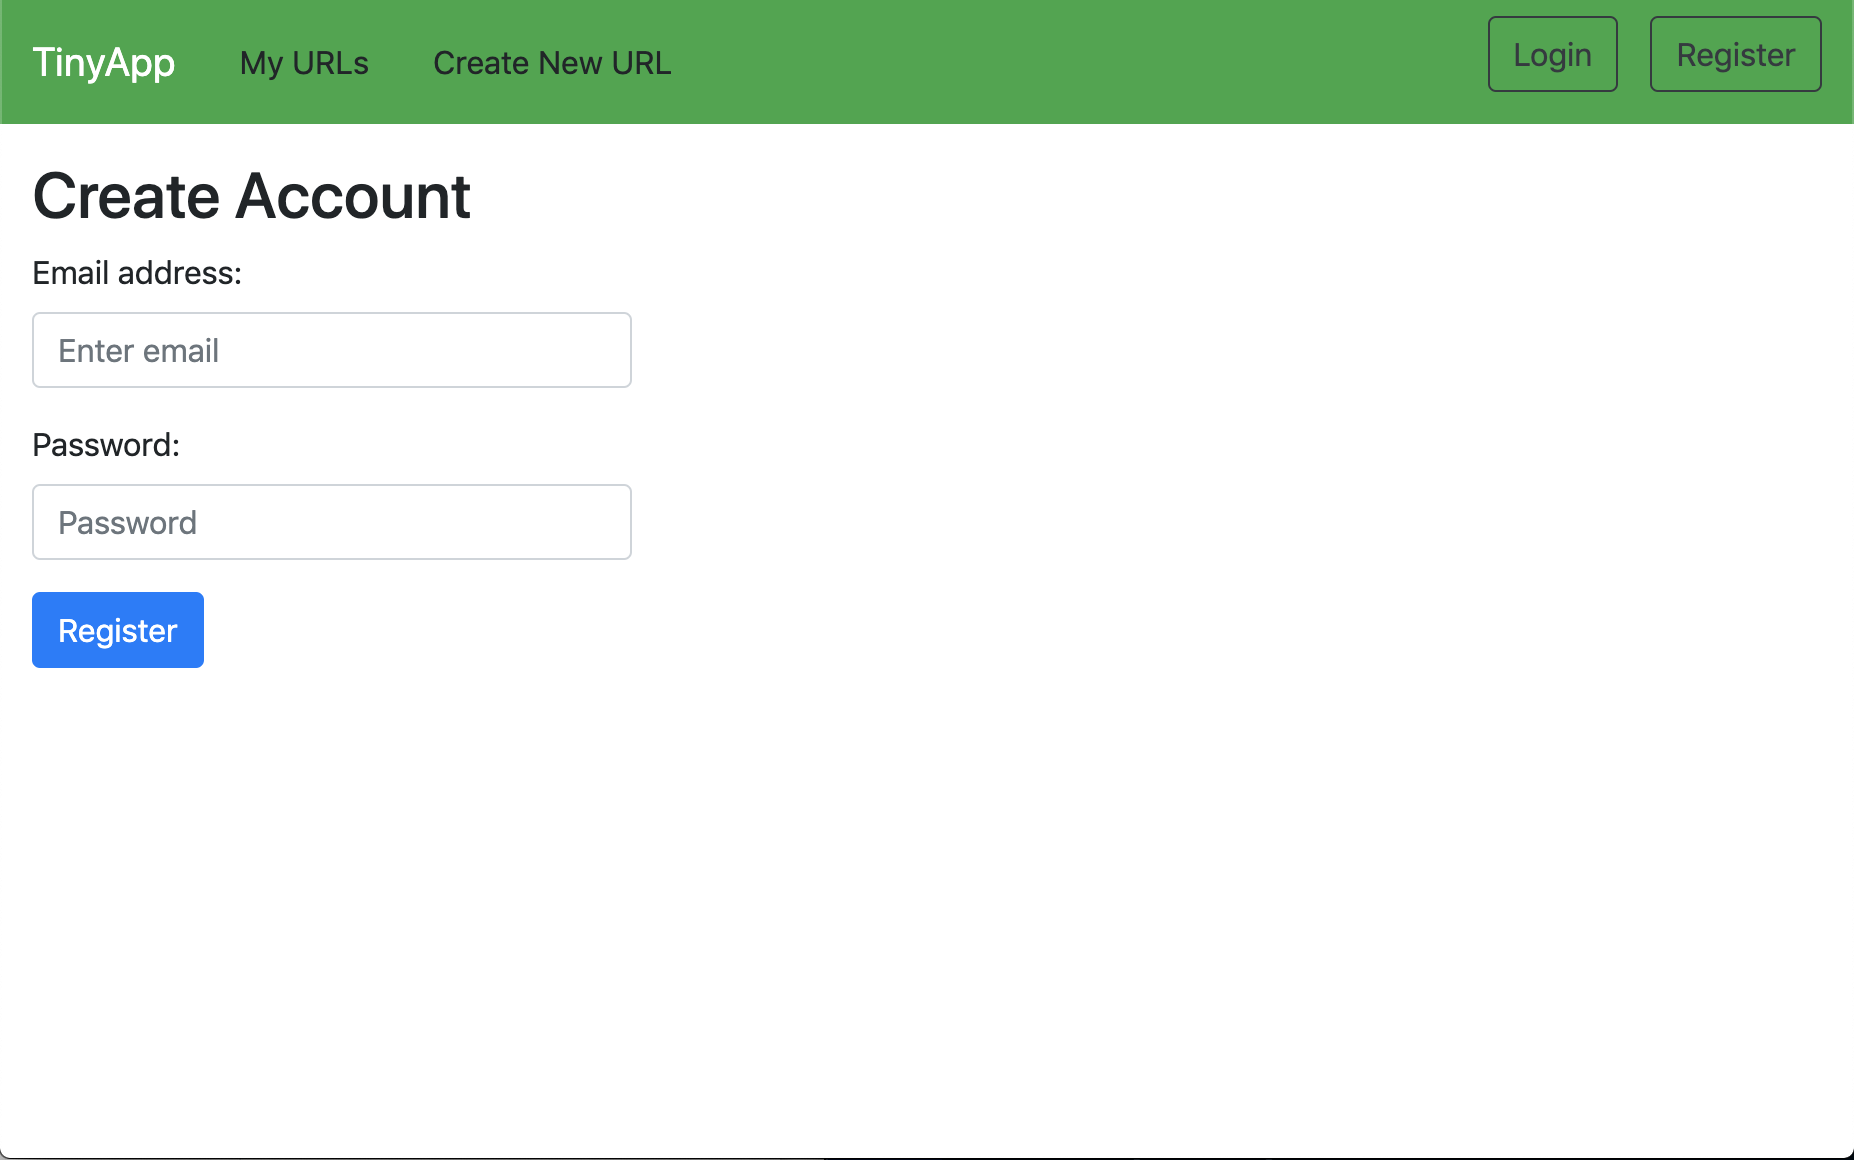 TinyApp My URLs Create New URL Login Register
Create Account
Email address:
Enter email
Password:
Password
Register